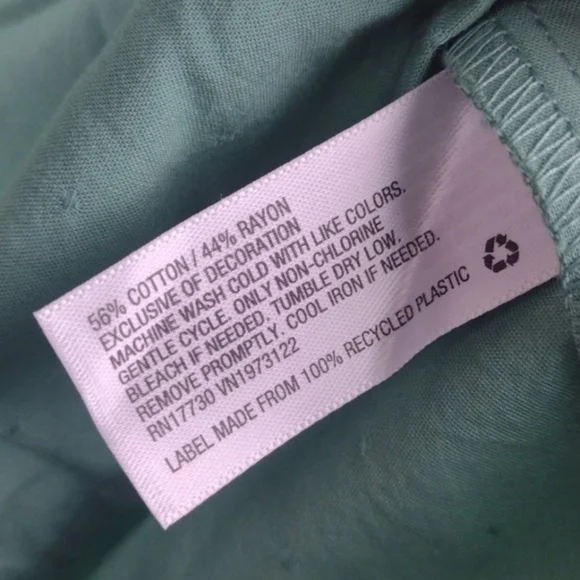 56% COTTON / 44% RAYON
EXCLUSIVE OF DECORATION
MACHINE WASH COLD WITH LIKE COLORS.
GENTLE CYCLE. ONLY NON-CHLORINE
BLEACH IF NEEDED. TUMBLE DRY LOW.
REMOVE PROMPTLY. COOL IRON IF NEEDED.
RN17730 VN1973122
LABEL MADE FROM 100% RECYCLED PLASTIC